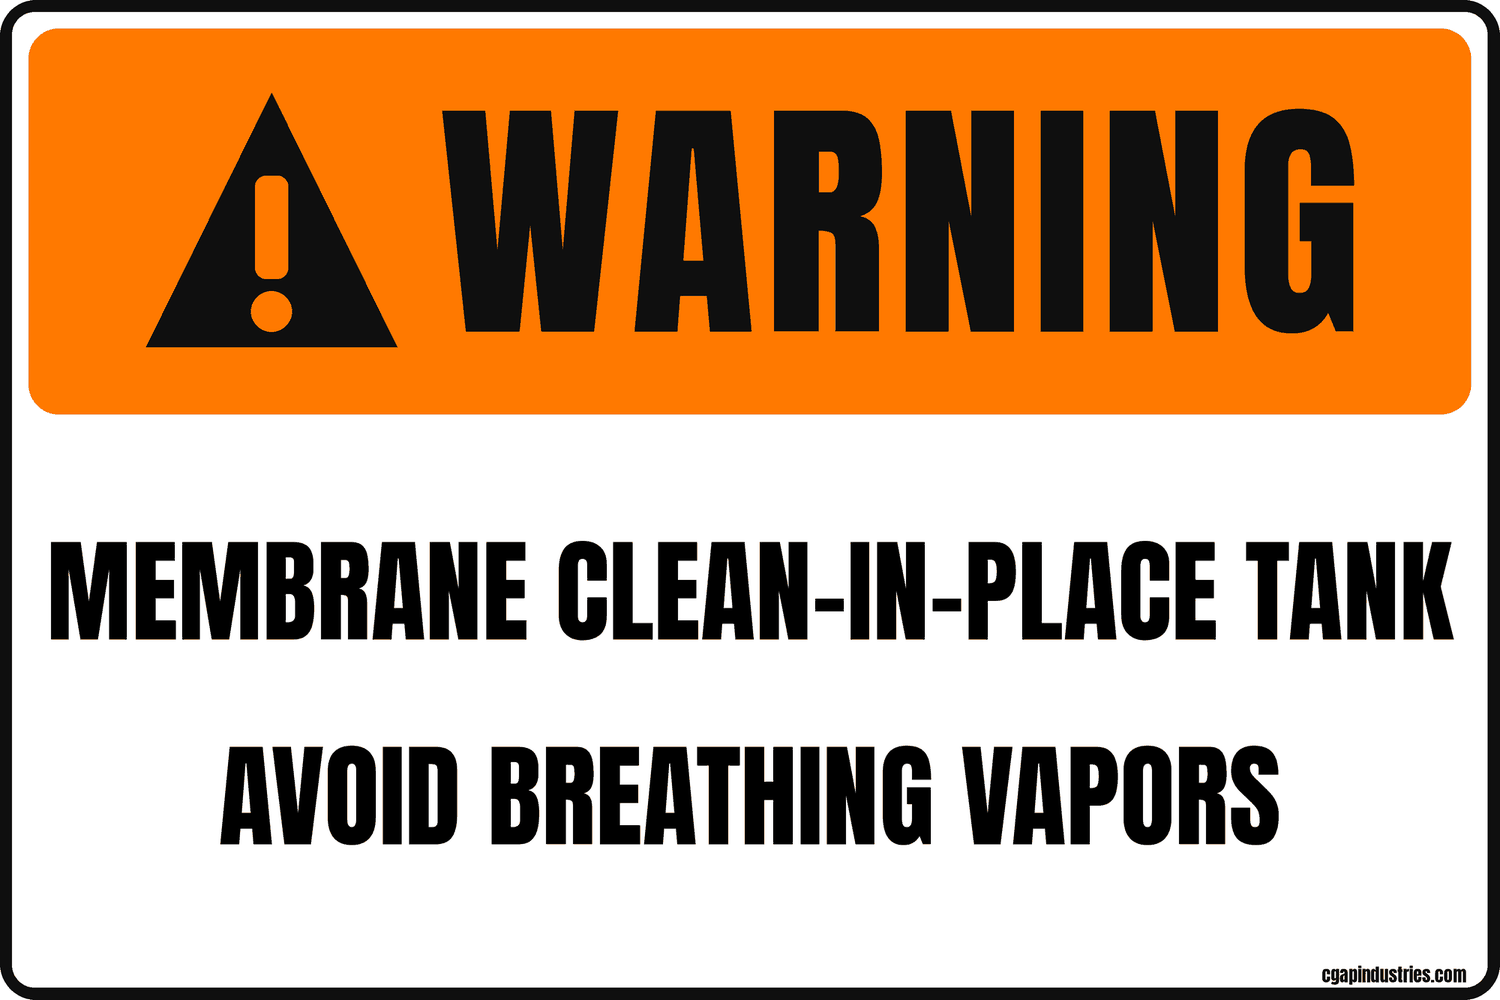 WARNING
MEMBRANE CLEAN-IN-PLACE TANK
AVOID BREATHING VAPORS
cgapindustries.com